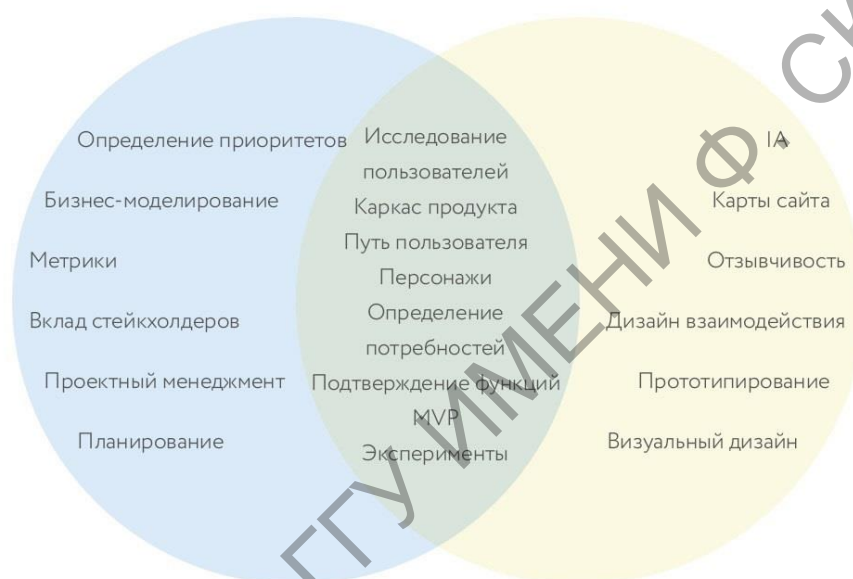 Определение приоритетов
Бизнес-моделирование
Метрики
Вклад стейкхолдеров
Проектный менеджмент
Планирование
Исследование
пользователей
Каркас продукта
Путь пользователя
Персонажи
Определение
потребностей
Подтверждение функций
MVP
Эксперименты
IA
Карты сайта
Отзывчивость
Дизайн взаимодействия
Прототипирование
Визуальный дизайн
ГГУ ИМЕНИ Ф